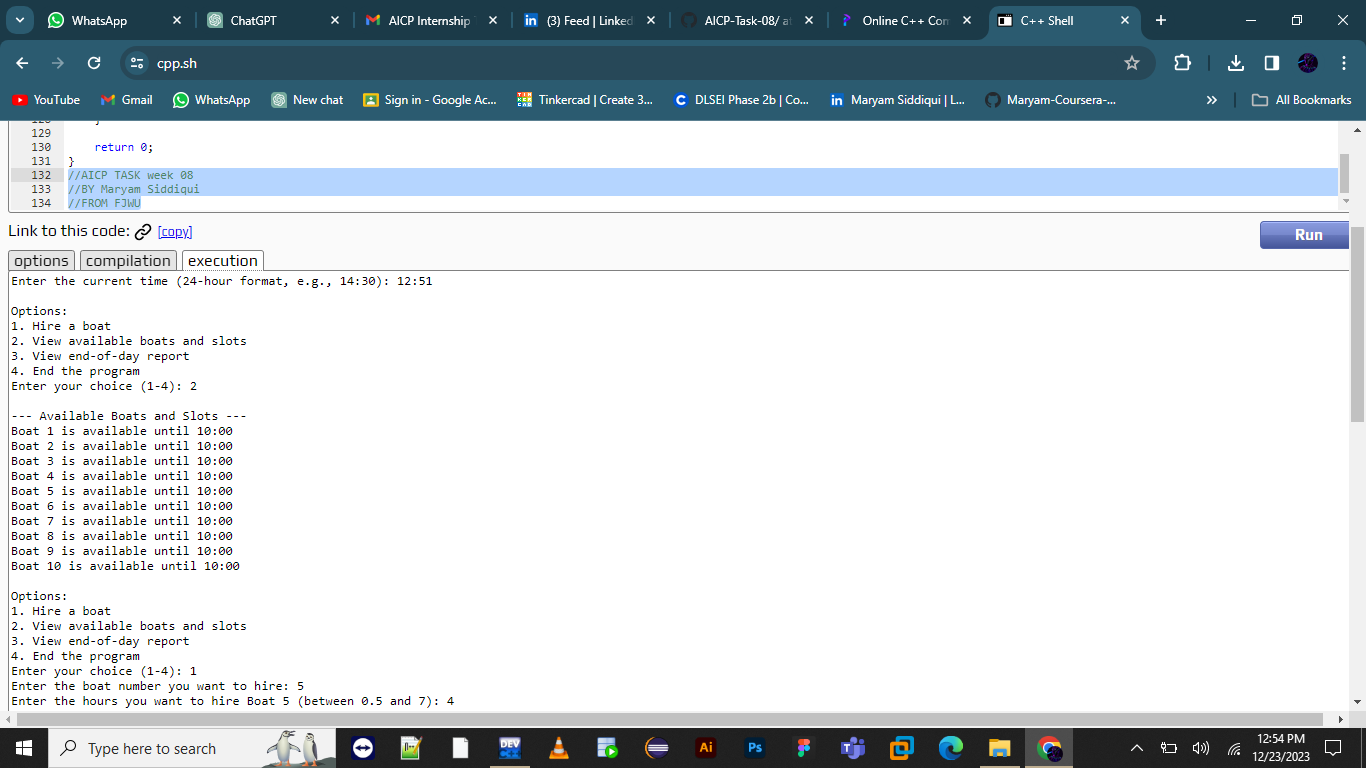 WhatsApp
ChatGPT
AICP Internship
(3) Feed | Linked
AICP-Task-08/ at
Online C++ Com
C++ Shell
cpp.sh
YouTube
Gmail
WhatsApp
New chat
Sign in - Google Ac...
Tinkercad | Create 3...
DLSEI Phase 2b | Co...
Maryam Siddiqui | L...
Maryam-Coursera-...
All Bookmarks
129
130 return 0;
131 }
132 //AICP TASK week 08
133 //BY Maryam Siddiqui
134 //FROM FJWU
Link to this code: [copy]
Run
options compilation execution
Enter the current time (24-hour format, e.g., 14:30): 12:51
Options:
1. Hire a boat
2. View available boats and slots
3. View end-of-day report
4. End the program
Enter your choice (1-4): 2
--- Available Boats and Slots ---
Boat 1 is available until 10:00
Boat 2 is available until 10:00
Boat 3 is available until 10:00
Boat 4 is available until 10:00
Boat 5 is available until 10:00
Boat 6 is available until 10:00
Boat 7 is available until 10:00
Boat 8 is available until 10:00
Boat 9 is available until 10:00
Boat 10 is available until 10:00
Options:
1. Hire a boat
2. View available boats and slots
3. View end-of-day report
4. End the program
Enter your choice (1-4): 1
Enter the boat number you want to hire: 5
Enter the hours you want to hire Boat 5 (between 0.5 and 7): 4
Type here to search
DEV
Ai
Ps
12:54 PM
12/23/2023